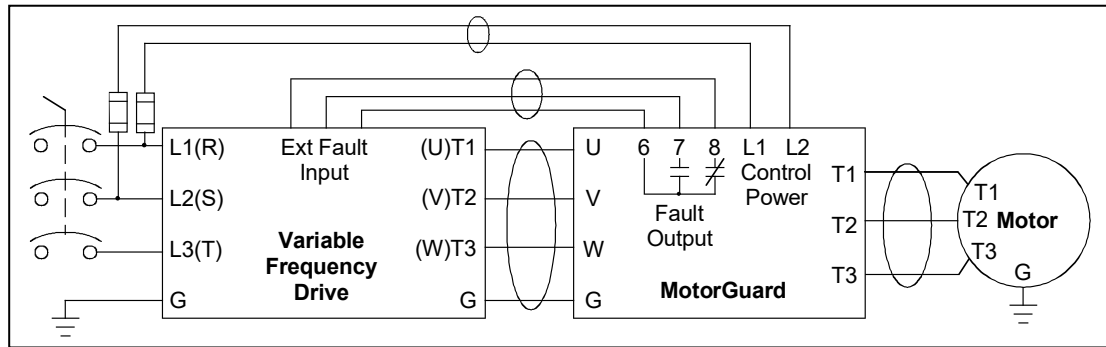 L1(R)
L2(S)
L3(T)
G
Ext Fault
Input
Variable
Frequency
Drive
(U)T1
(V)T2
(W)T3
G
U
V
W
G
6 7 8 L1 L2
Control
Power
Fault
Output
MotorGuard
T1
T2
T3
T1
T2
T3
Motor
G